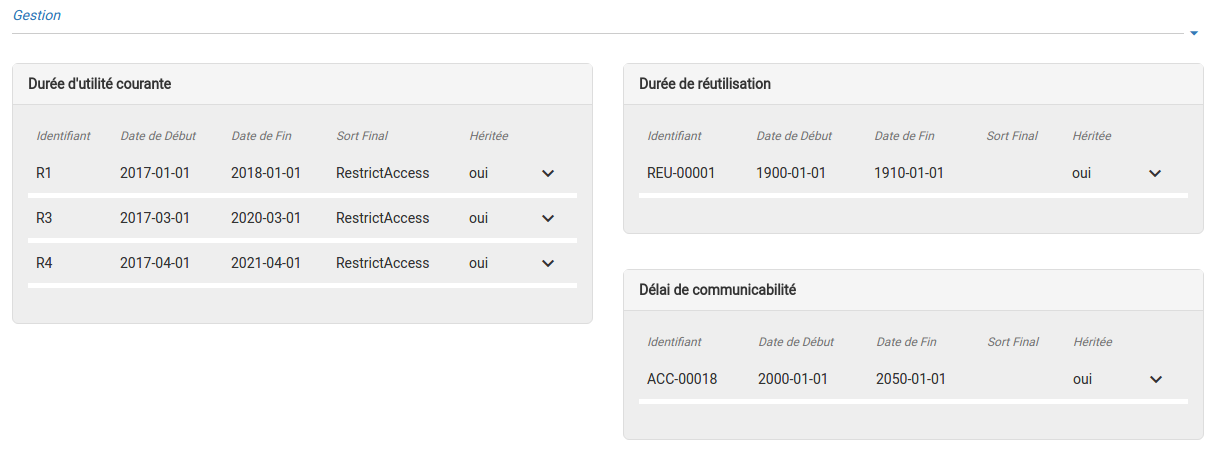 Gestion
Durée d'utilité courante
Identifiant Date de Début Date de Fin Sort Final Héritée
R1 2017-01-01 2018-01-01 RestrictAccess oui
R3 2017-03-01 2020-03-01 RestrictAccess oui
R4 2017-04-01 2021-04-01 RestrictAccess oui
Durée de réutilisation
Identifiant Date de Début Date de Fin Sort Final Héritée
REU-00001 1900-01-01 1910-01-01 oui
Délai de communicabilité
Identifiant Date de Début Date de Fin Sort Final Héritée
ACC-00018 2000-01-01 2050-01-01 oui